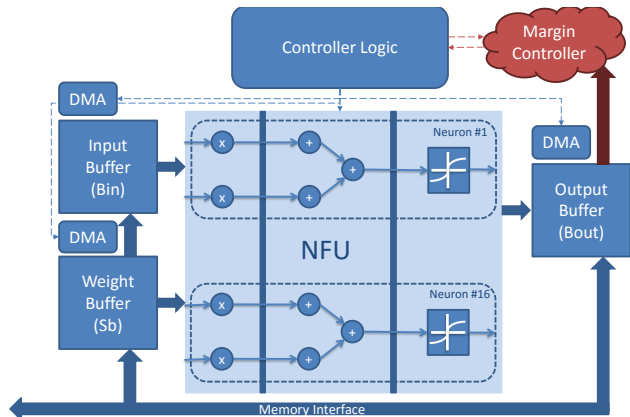 Controller Logic
Margin
Controller
DMA
Input
Buffer
(Bin)
DMA
Weight
Buffer
(Sb)
Neuron #1
x
+
+
x
+
NFU
Neuron #16
x
+
+
x
+
DMA
Output
Buffer
(Bout)
Memory Interface